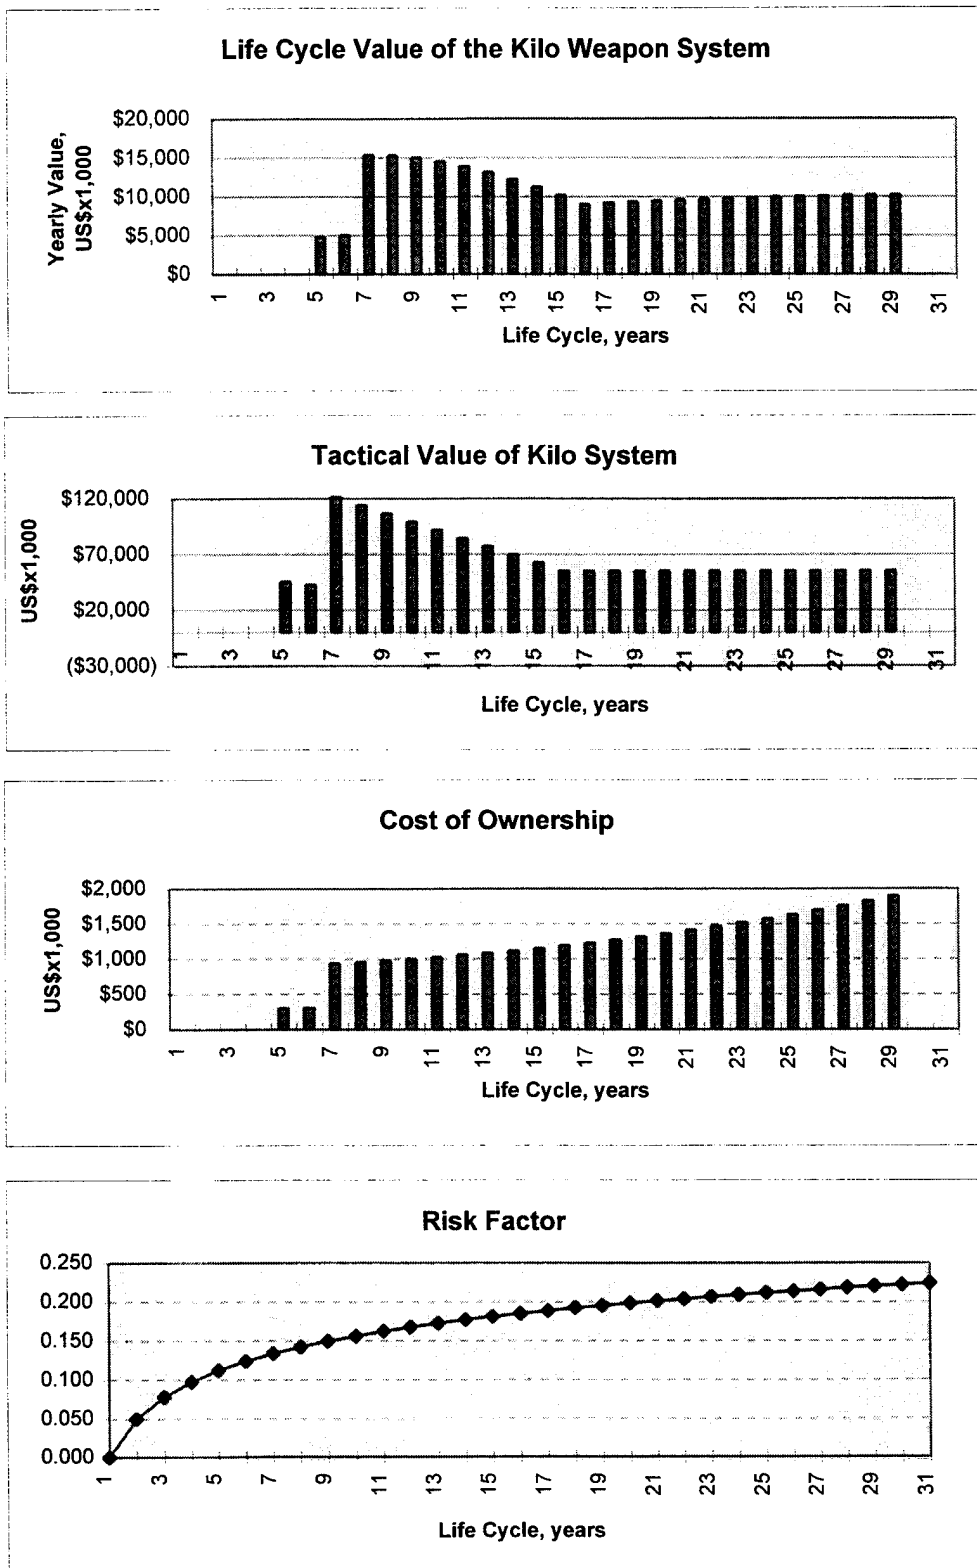 Life Cycle Value of the Kilo Weapon System
Yearly Value,
US$x1,000
$20,000
$15,000
$10,000
$5,000
$0
1 3 5 7 9 11 13 15 17 19 21 23 25 27 29 31
Life Cycle, years
Tactical Value of Kilo System
US$x1,000
$120,000
$70,000
$20,000
($30,000)
1 3 5 7 9 11 13 15 17 19 21 23 25 27 29 31
Life Cycle, years
Cost of Ownership
US$x1,000
$2,000
$1,500
$1,000
$500
$0
1 3 5 7 9 11 13 15 17 19 21 23 25 27 29 31
Life Cycle, years
Risk Factor
0.250
0.200
0.150
0.100
0.050
0.000
1 3 5 7 9 11 13 15 17 19 21 23 25 27 29 31
Life Cycle, years